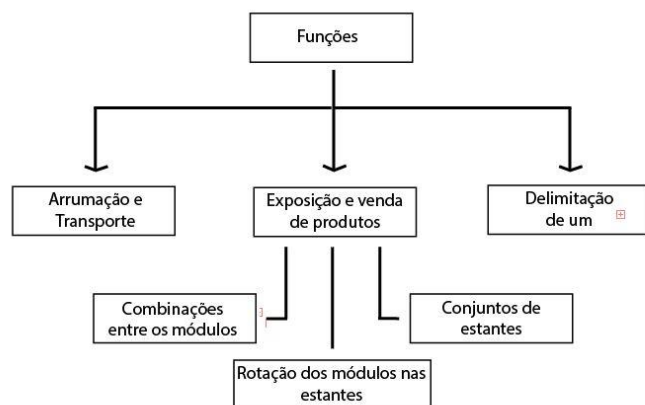 Funções
Arrumação e
Transporte
Exposição e venda
de produtos
Delimitação
de um
Combinações
entre os módulos
Conjuntos de
estantes
Rotação dos módulos nas
estantes